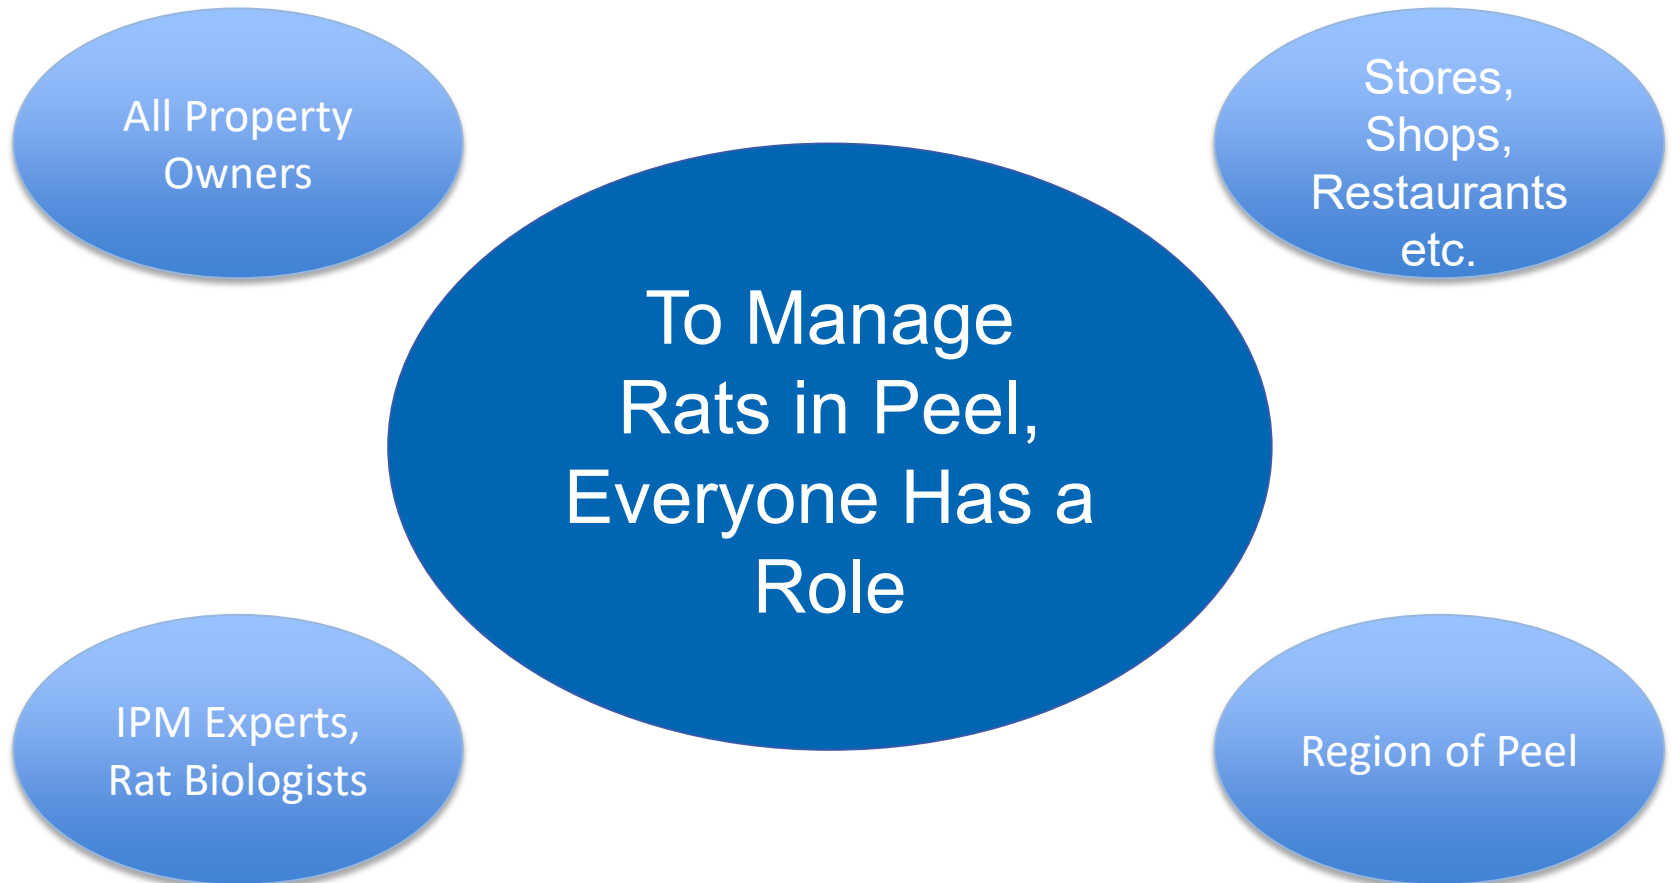 All Property
Owners
Stores,
Shops,
Restaurants
etc.
To Manage
Rats in Peel,
Everyone Has a
Role
IPM Experts,
Rat Biologists
Region of Peel